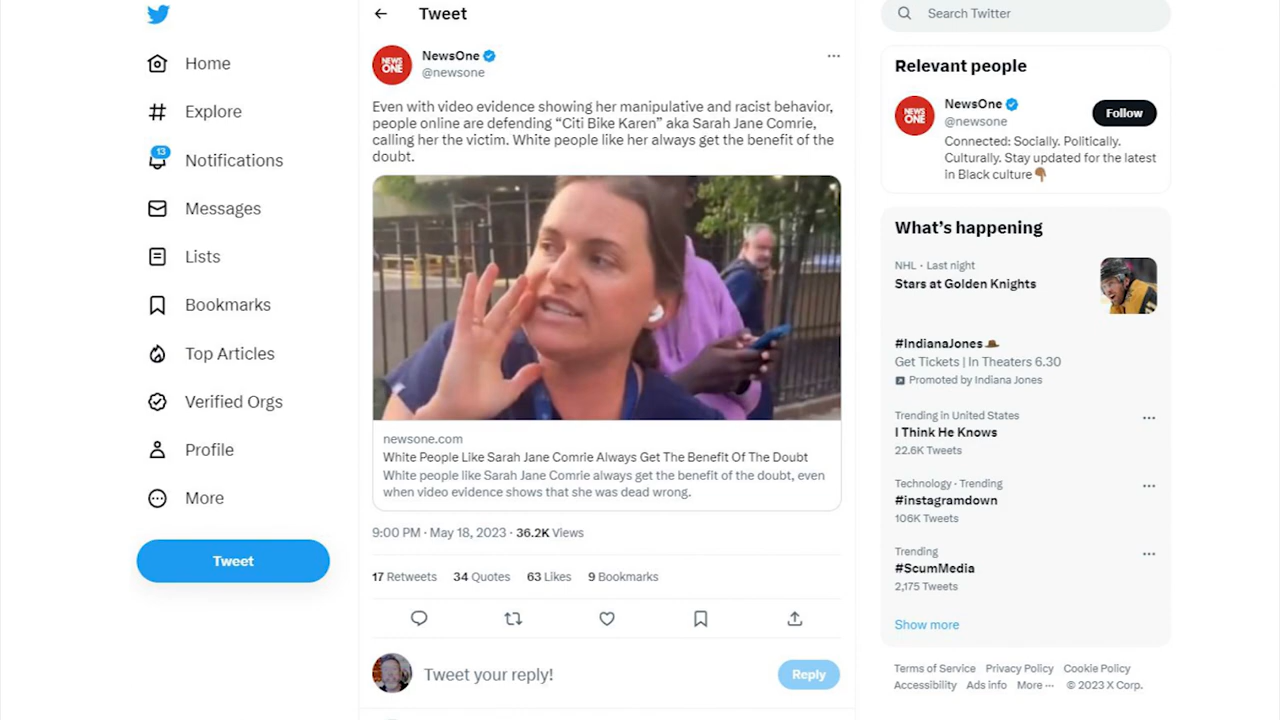 Tweet
Search Twitter
Home
Explore
13
Notifications
Messages
Lists
Bookmarks
Top Articles
Verified Orgs
Profile
More
Tweet
NEWS
ONE
NewsOne
@newsone
Even with video evidence showing her manipulative and racist behavior,
people online are defending “Citi Bike Karen” aka Sarah Jane Comrie,
calling her the victim. White people like her always get the benefit of the
doubt.
newsone.com
White People Like Sarah Jane Comrie Always Get The Benefit Of The Doubt
White people like Sarah Jane Comrie always get the benefit of the doubt, even
when video evidence shows that she was dead wrong.
9:00 PM · May 18, 2023 · 36.2K Views
17 Retweets 34 Quotes 63 Likes 9 Bookmarks
Tweet your reply!
Reply
Relevant people
NEWS
ONE
NewsOne
@newsone
Follow
Connected: Socially. Politically.
Culturally. Stay updated for the latest
in Black culture👇🏾
What’s happening
NHL · Last night
Stars at Golden Knights
#IndianaJones
Get Tickets | In Theaters 6.30
Promoted by Indiana Jones
Trending in United States
I Think He Knows
22.6K Tweets
Technology · Trending
#instagramdown
106K Tweets
Trending
#ScumMedia
2,175 Tweets
Show more
Terms of Service Privacy Policy Cookie Policy
Accessibility Ads info More ··· © 2023 X Corp.